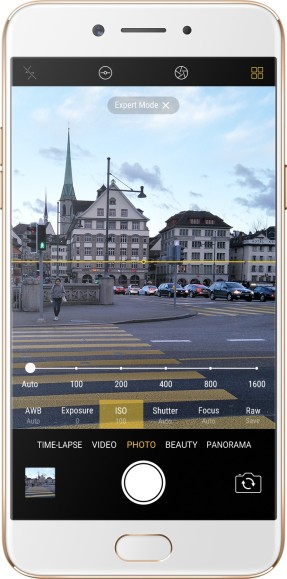 Expert Mode ✕
Auto 100 200 400 800 1600
AWB Exposure ISO Shutter Focus Raw
Auto 0 100 Auto Auto Save
TIME-LAPSE VIDEO PHOTO BEAUTY PANORAMA